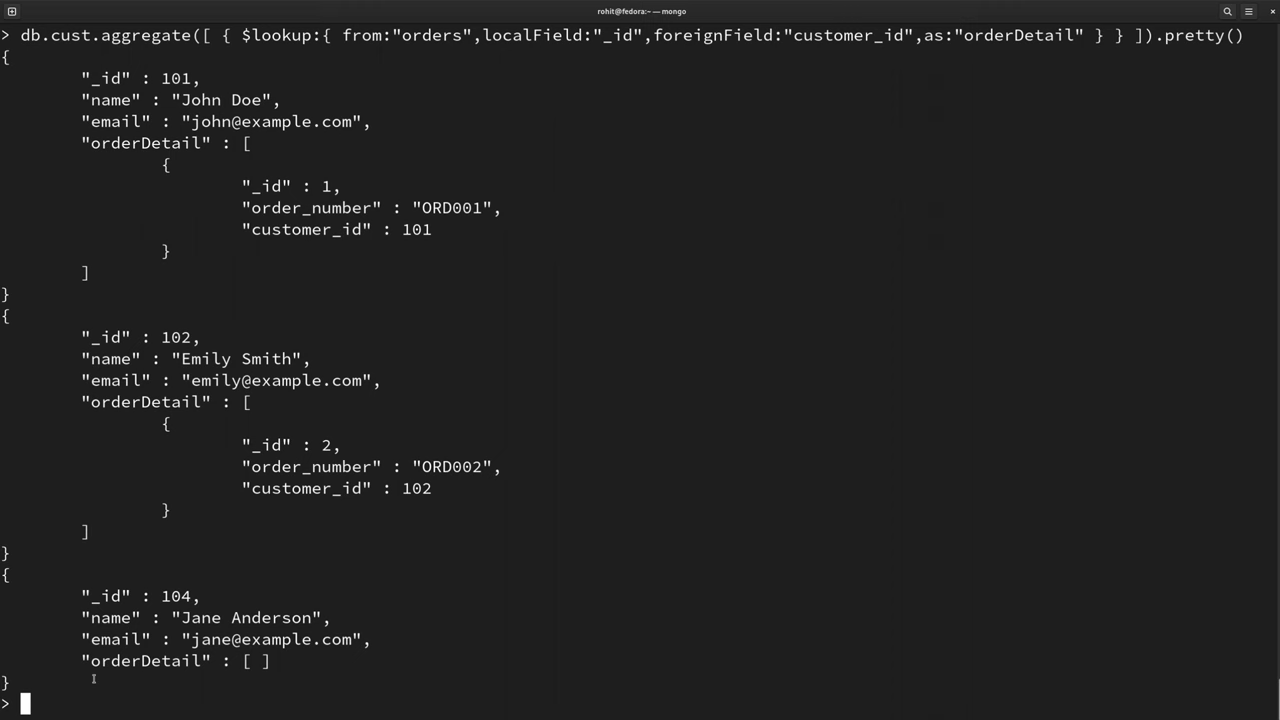 rohit@fedora:~ — mongo
> db.cust.aggregate([ { $lookup:{ from:"orders",localField:"_id",foreignField:"customer_id",as:"orderDetail" } } ]).pretty()
{
        "_id" : 101,
        "name" : "John Doe",
        "email" : "john@example.com",
        "orderDetail" : [
                {
                        "_id" : 1,
                        "order_number" : "ORD001",
                        "customer_id" : 101
                }
        ]
}
{
        "_id" : 102,
        "name" : "Emily Smith",
        "email" : "emily@example.com",
        "orderDetail" : [
                {
                        "_id" : 2,
                        "order_number" : "ORD002",
                        "customer_id" : 102
                }
        ]
}
{
        "_id" : 104,
        "name" : "Jane Anderson",
        "email" : "jane@example.com",
        "orderDetail" : [ ]
}
>